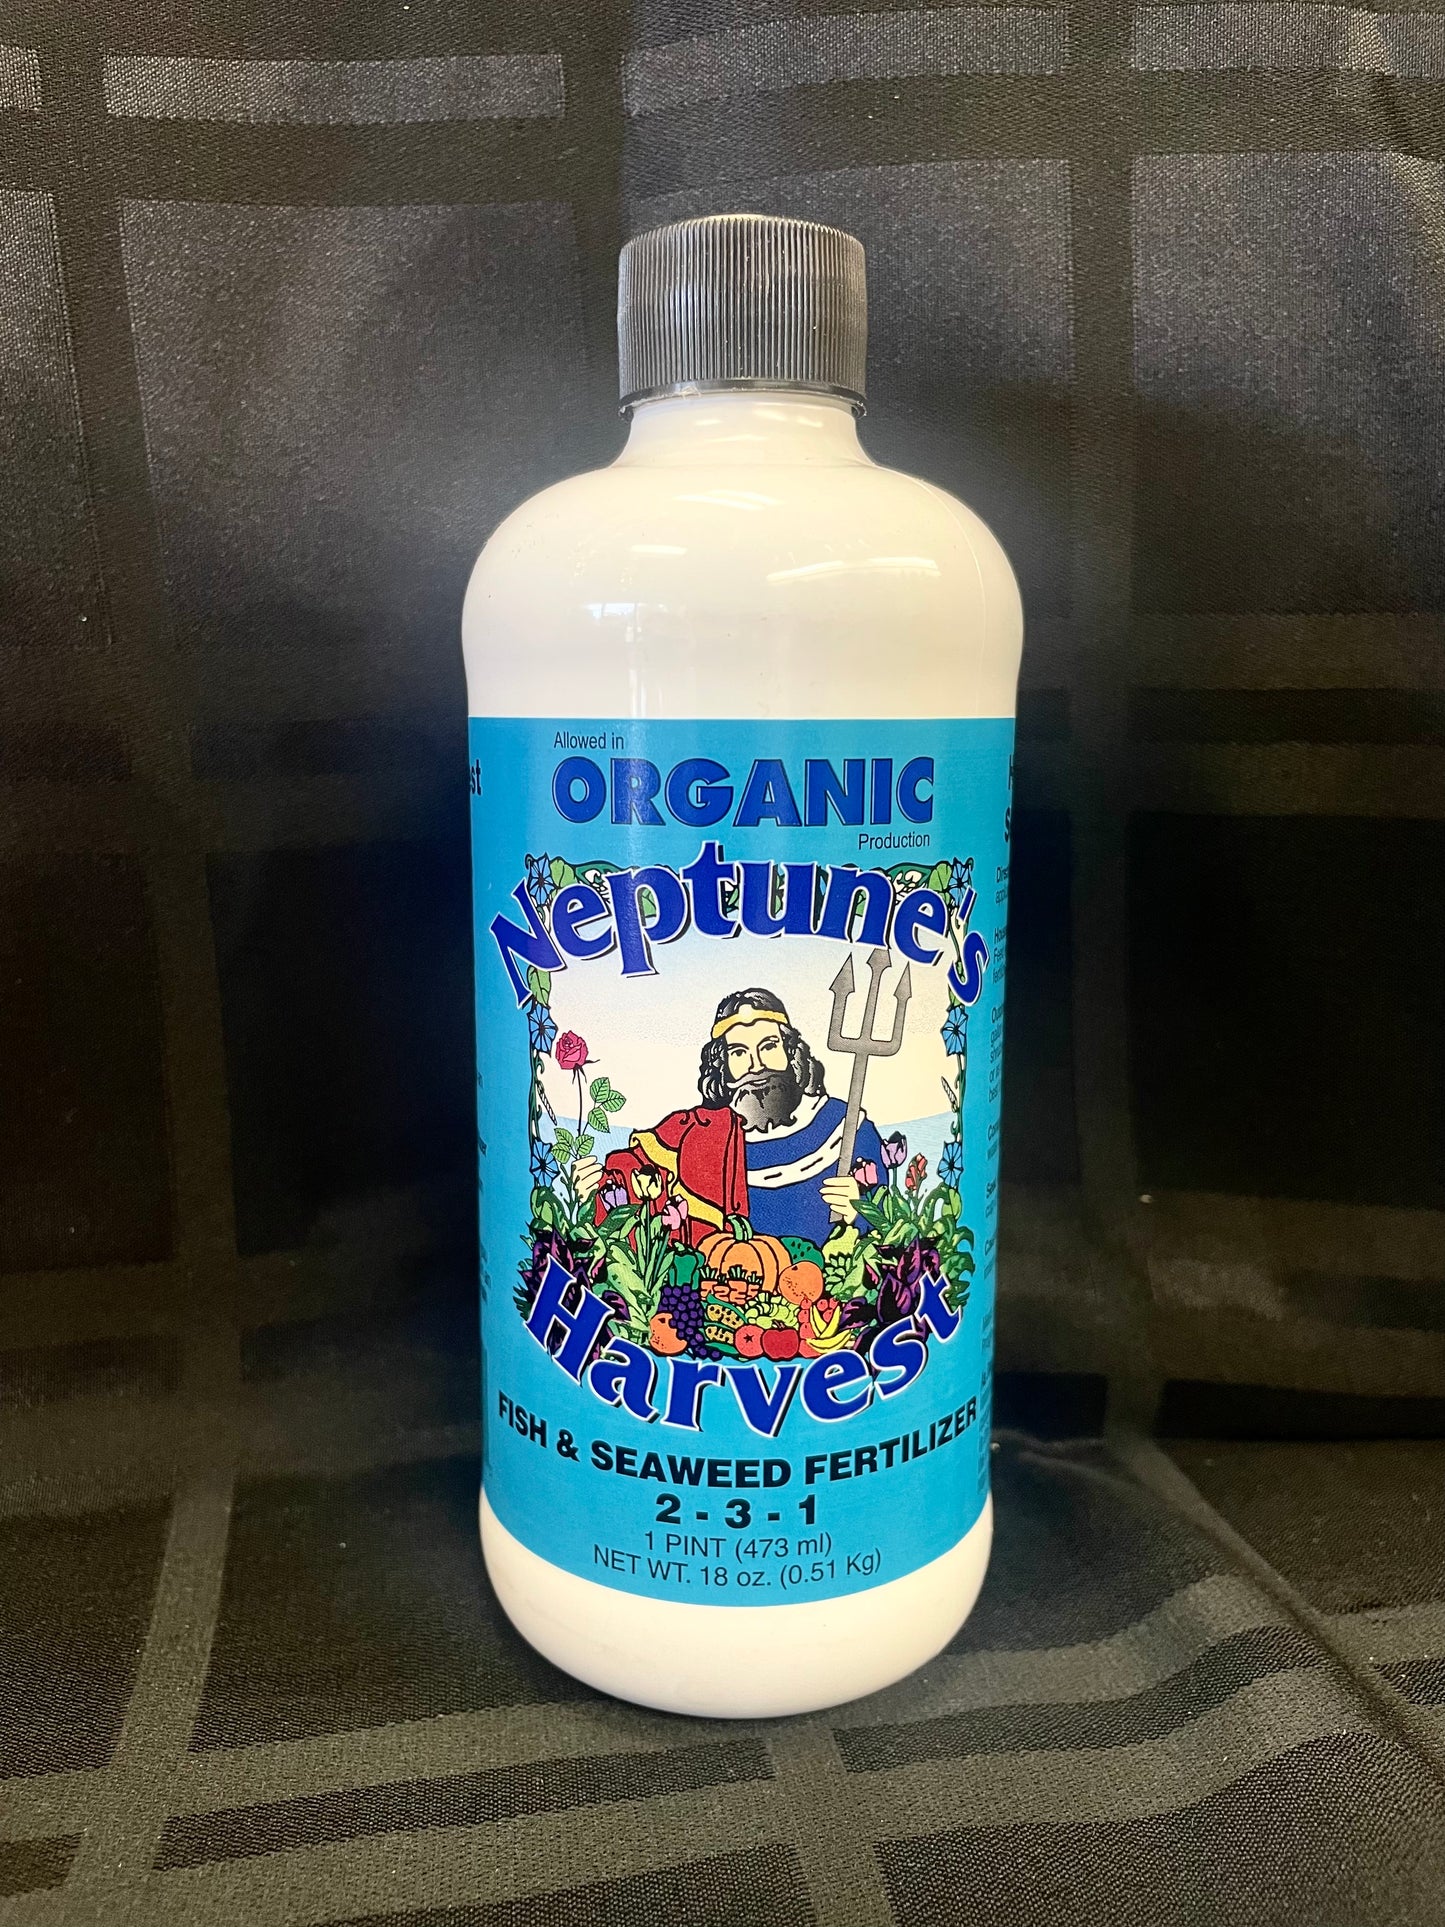 Allowed in
ORGANIC
Production
Neptune's
Harvest
FISH & SEAWEED FERTILIZER
2 - 3 - 1
1 PINT (473 ml)
NET WT. 18 oz. (0.51 Kg)